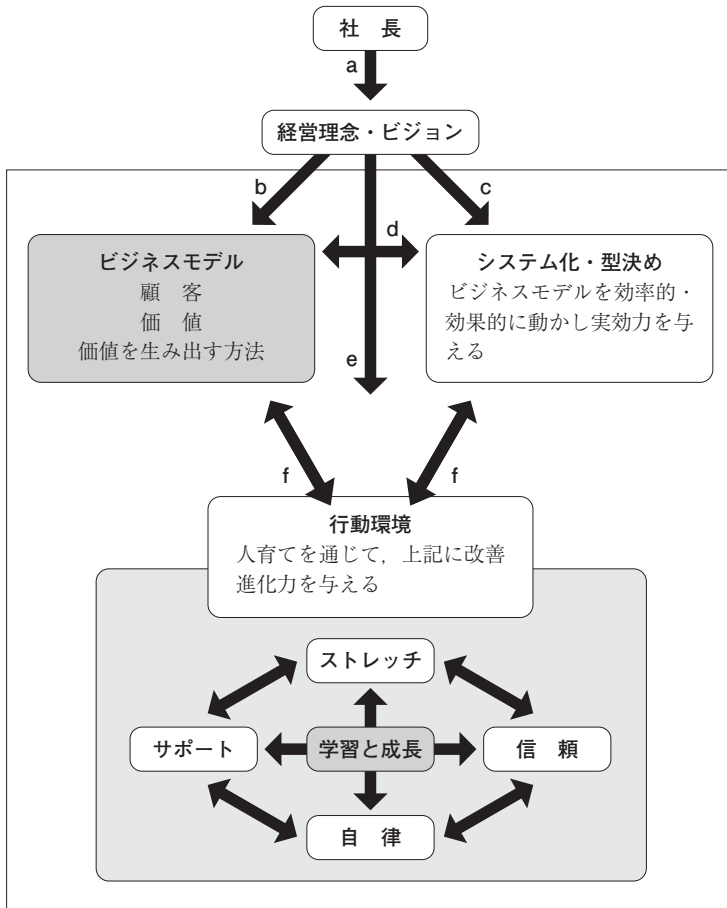 社　長
a
経営理念・ビジョン
b
c
d
ビジネスモデル
顧　客
価　値
価値を生み出す方法
システム化・型決め
ビジネスモデルを効率的・
効果的に動かし実効力を与
える
e
f
f
行動環境
人育てを通じて，上記に改善
進化力を与える
ストレッチ
サポート
学習と成長
信　頼
自　律